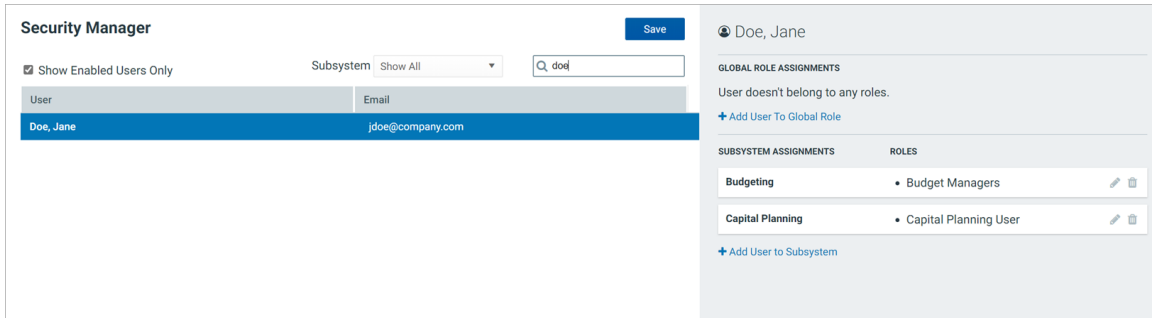 Security Manager
Save
Show Enabled Users Only
Subsystem Show All
doe
User Email
Doe, Jane jdoe@company.com
Doe, Jane
GLOBAL ROLE ASSIGNMENTS
User doesn't belong to any roles.
+ Add User To Global Role
SUBSYSTEM ASSIGNMENTS ROLES
Budgeting • Budget Managers
Capital Planning • Capital Planning User
+ Add User to Subsystem